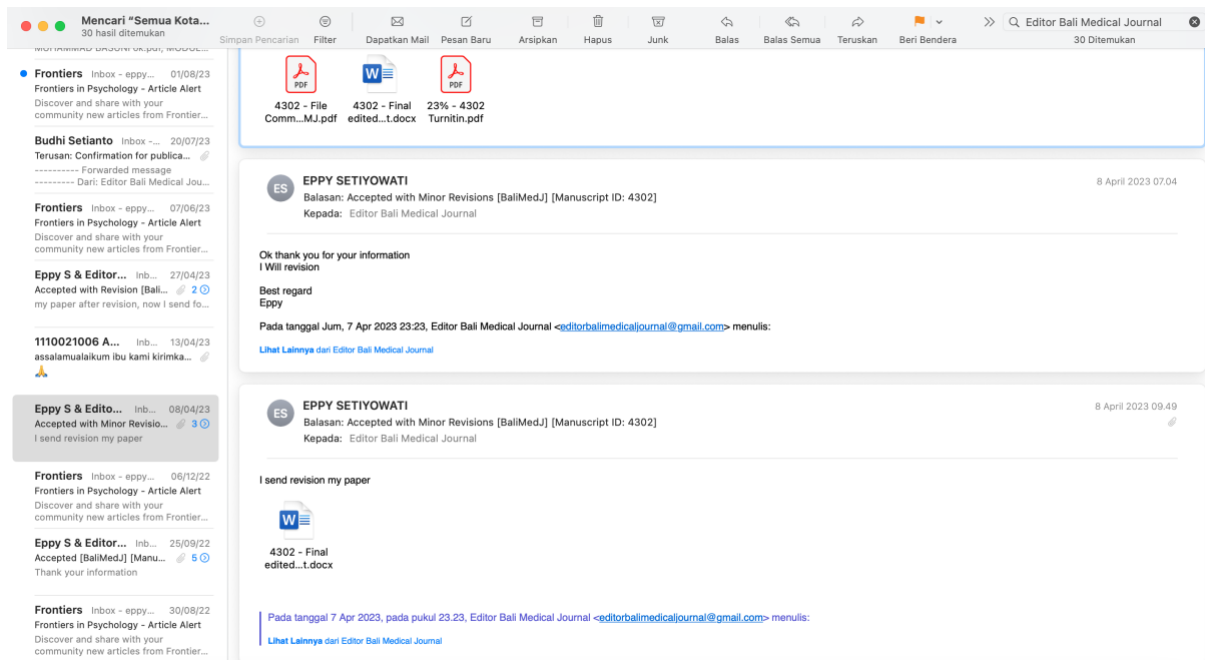 Mencari “Semua Kota...
30 hasil ditemukan
Simpan Pencarian
Filter
Dapatkan Mail
Pesan Baru
Arsipkan
Hapus
Junk
Balas
Balas Semua
Teruskan
Beri Bendera
Editor Bali Medical Journal
30 Ditemukan
MUHAMMAD BASUNI ok.pdf, MODUL...
Frontiers Inbox - eppy... 01/08/23
Frontiers in Psychology - Article Alert
Discover and share with your
community new articles from Frontier...
Budhi Setianto Inbox -... 20/07/23
Terusan: Confirmation for publica...
---------- Forwarded message
--------- Dari: Editor Bali Medical Jou...
Frontiers Inbox - eppy... 07/06/23
Frontiers in Psychology - Article Alert
Discover and share with your
community new articles from Frontier...
Eppy S & Editor... Inb... 27/04/23
Accepted with Revision [Bali... 2
my paper after revision, now I send fo...
1110021006 A... Inb... 13/04/23
assalamualaikum ibu kami kirimka...
🙏
Eppy S & Edito... Inb... 08/04/23
Accepted with Minor Revisio... 3
I send revision my paper
Frontiers Inbox - eppy... 06/12/22
Frontiers in Psychology - Article Alert
Discover and share with your
community new articles from Frontier...
Eppy S & Editor... Inb... 25/09/22
Accepted [BaliMedJ] [Manu... 5
Thank your information
Frontiers Inbox - eppy... 30/08/22
Frontiers in Psychology - Article Alert
Discover and share with your
community new articles from Frontier...
PDF W PDF
4302 - File 4302 - Final 23% - 4302
Comm...MJ.pdf edited...t.docx Turnitin.pdf
ES
EPPY SETIYOWATI 8 April 2023 07.04
Balasan: Accepted with Minor Revisions [BaliMedJ] [Manuscript ID: 4302]
Kepada: Editor Bali Medical Journal
Ok thank you for your information
I Will revision
Best regard
Eppy
Pada tanggal Jum, 7 Apr 2023 23:23, Editor Bali Medical Journal <editorbalimedicaljournal@gmail.com> menulis:
Lihat Lainnya dari Editor Bali Medical Journal
ES
EPPY SETIYOWATI 8 April 2023 09.49
Balasan: Accepted with Minor Revisions [BaliMedJ] [Manuscript ID: 4302]
Kepada: Editor Bali Medical Journal
I send revision my paper
W
4302 - Final
edited...t.docx
Pada tanggal 7 Apr 2023, pada pukul 23.23, Editor Bali Medical Journal <editorbalimedicaljournal@gmail.com> menulis:
Lihat Lainnya dari Editor Bali Medical Journal